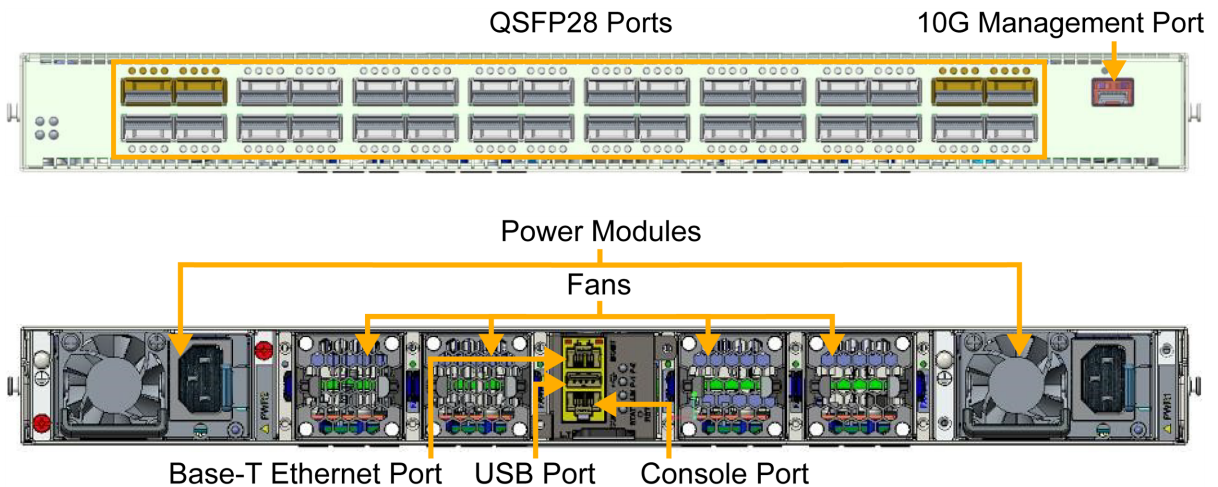 QSFP28 Ports
10G Management Port
Power Modules
Fans
Base-T Ethernet Port
USB Port
Console Port